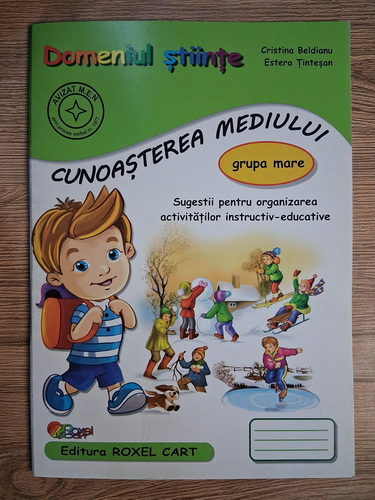 Domeniul științe
Cristina Beldianu
Estera Țintesan
AVIZAT M.E.N
CUNOAȘTEREA MEDIULUI
grupa mare
Sugestii pentru organizarea
activităților instructiv-educative
Roxel
Editura ROXEL CART